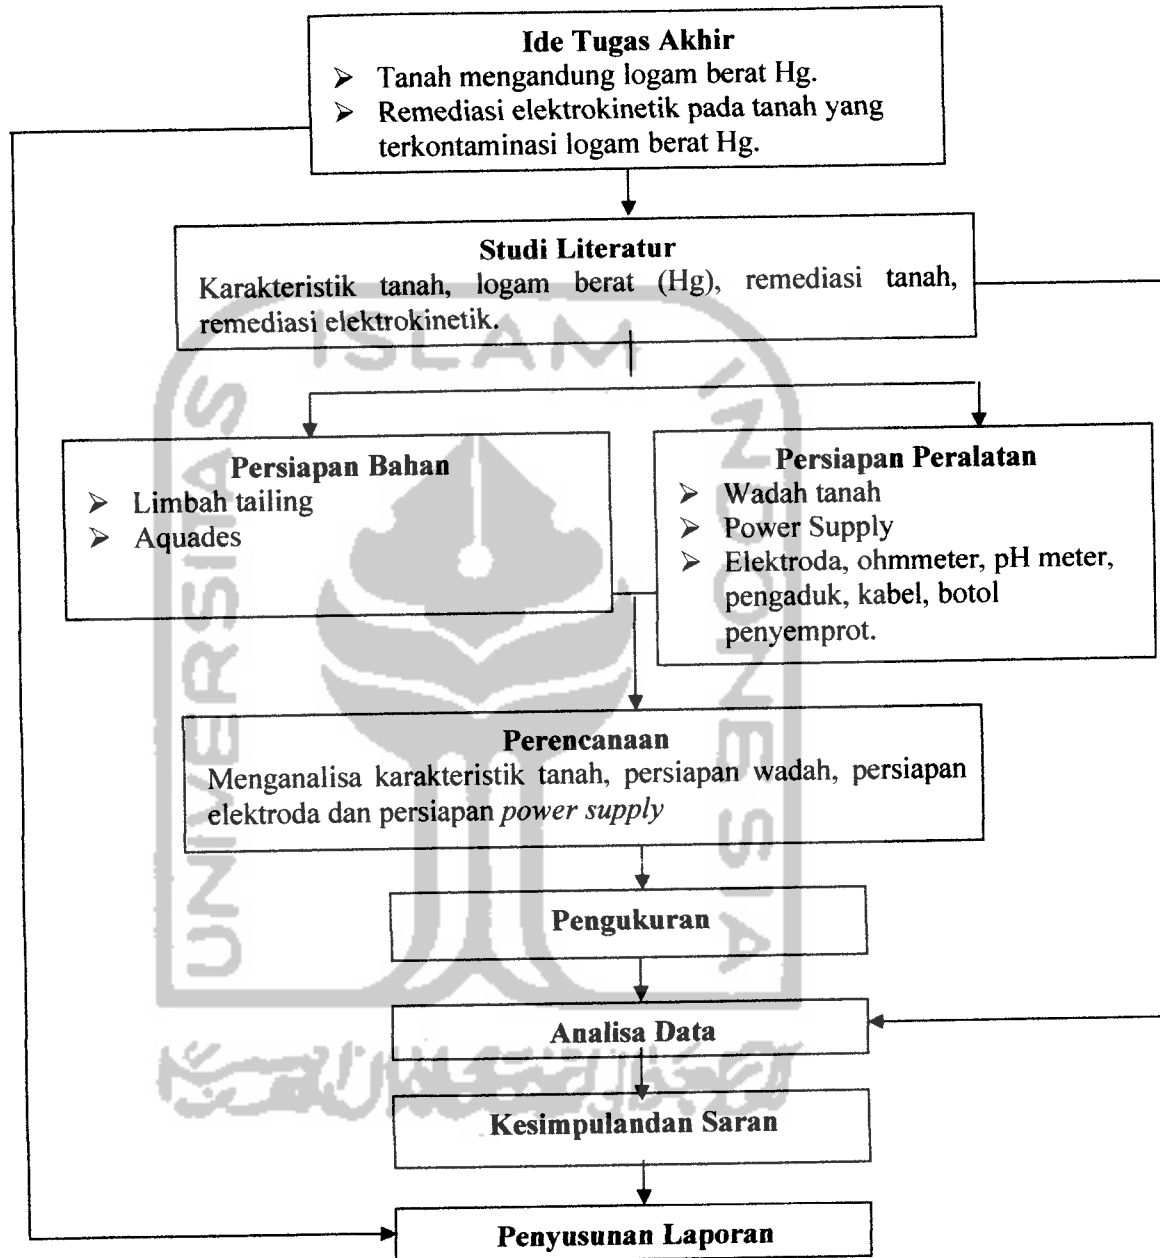 Ide Tugas Akhir
➢ Tanah mengandung logam berat Hg.
➢ Remediasi elektrokinetik pada tanah yang
terkontaminasi logam berat Hg.
Studi Literatur
Karakteristik tanah, logam berat (Hg), remediasi tanah,
remediasi elektrokinetik.
UNIVERSITAS ISLAM INDONESIA
Persiapan Bahan
➢ Limbah tailing
➢ Aquades
Persiapan Peralatan
➢ Wadah tanah
➢ Power Supply
➢ Elektroda, ohmmeter, pH meter,
pengaduk, kabel, botol
penyemprot.
Perencanaan
Menganalisa karakteristik tanah, persiapan wadah, persiapan
elektroda dan persiapan power supply
Pengukuran
Analisa Data
Kesimpulandan Saran
Penyusunan Laporan